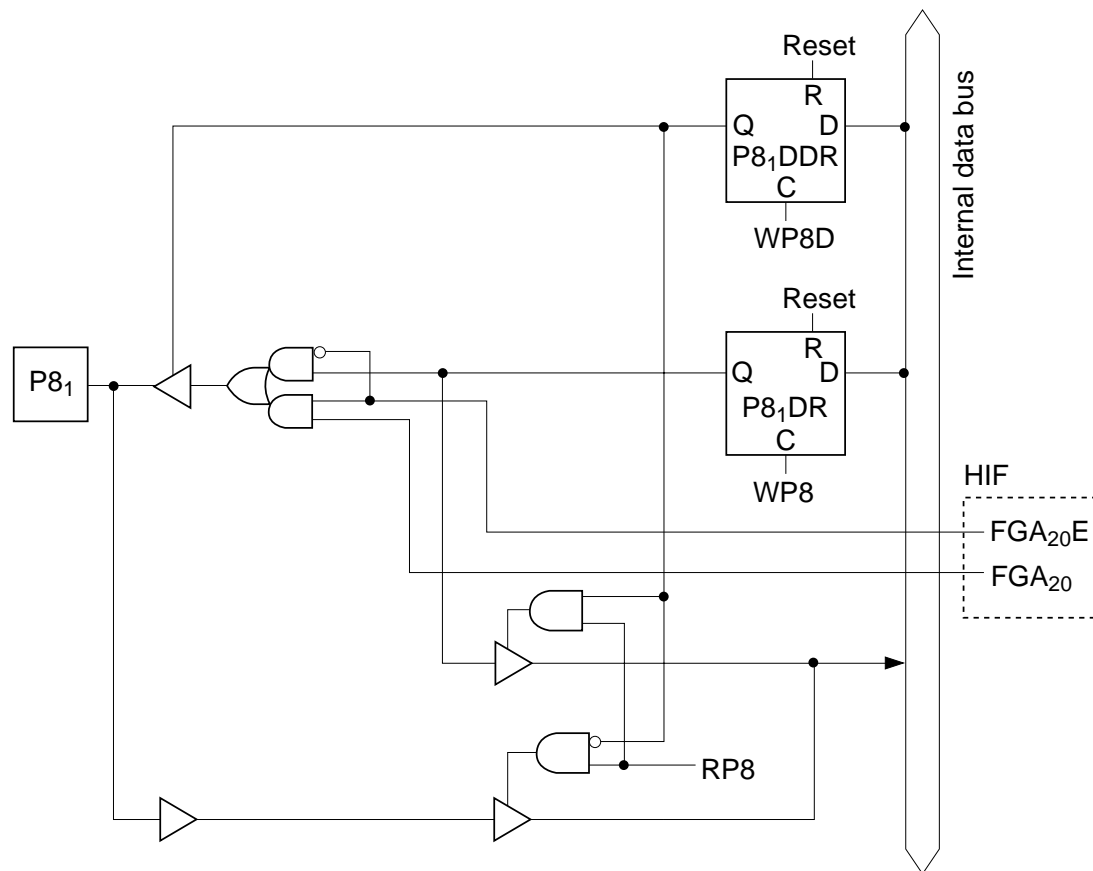 Reset
R
Q
D
P8₁DDR
C
WP8D
Internal data bus
Reset
R
P8₁
Q
D
P8₁DR
C
WP8
HIF
FGA₂₀E
FGA₂₀
RP8